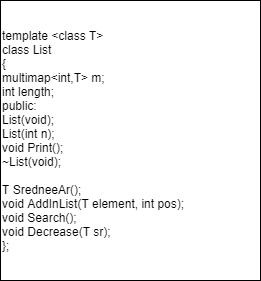 template <class T>
class List
{
multimap<int,T> m;
int length;
public:
List(void);
List(int n);
void Print();
~List(void);

T SredneeAr();
void AddInList(T element, int pos);
void Search();
void Decrease(T sr);
};